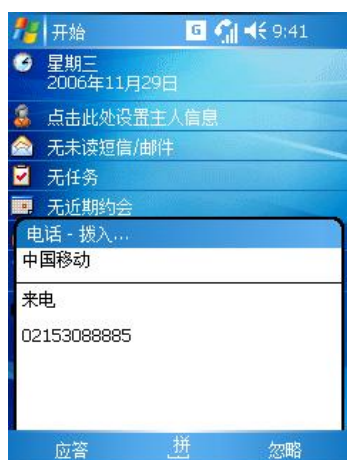 开始 G 9:41
星期三
2006年11月29日
点击此处设置主人信息
无未读短信/邮件
无任务
无近期约会
电话 - 拨入...
中国移动
来电
02153088885
应答 拼 忽略